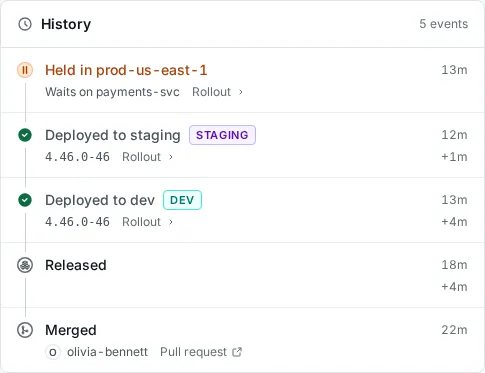 History 5 events
Held in prod-us-east-1 13m
Waits on payments-svc Rollout
Deployed to staging STAGING 12m
4.46.0-46 Rollout +1m
Deployed to dev DEV 13m
4.46.0-46 Rollout +4m
Released 18m
+4m
Merged 22m
O olivia-bennett Pull request